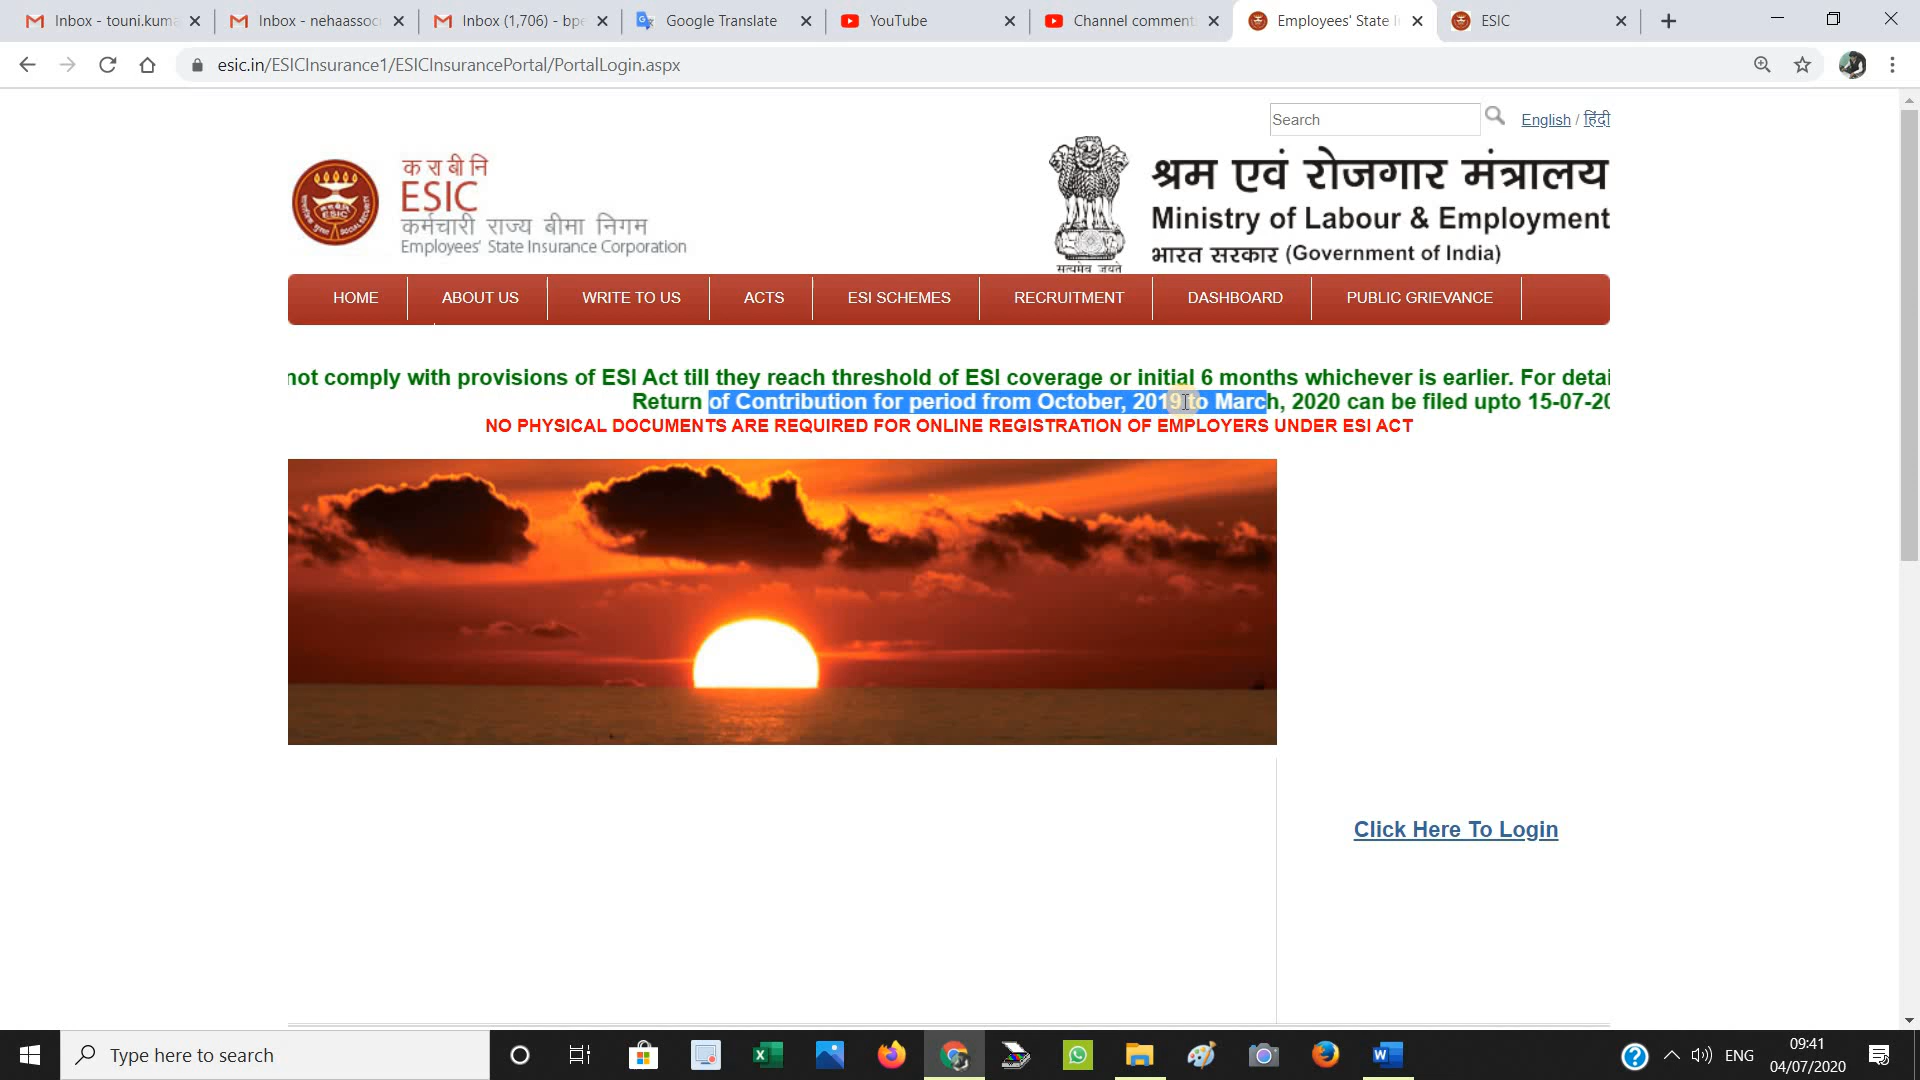 Inbox - touni.kuma
Inbox - nehaassoc
Inbox (1,706) - bpe
Google Translate
YouTube
Channel comment
Employees' State I
ESIC
esic.in/ESICInsurance1/ESICInsurancePortal/PortalLogin.aspx
Search
English / हिंदी
क रा बी नि
ESIC
कर्मचारी राज्य बीमा निगम
Employees' State Insurance Corporation
सत्यमेव जयते
श्रम एवं रोजगार मंत्रालय
Ministry of Labour & Employment
भारत सरकार (Government of India)
HOME
ABOUT US
WRITE TO US
ACTS
ESI SCHEMES
RECRUITMENT
DASHBOARD
PUBLIC GRIEVANCE
not comply with provisions of ESI Act till they reach threshold of ESI coverage or initial 6 months whichever is earlier. For detai
Return of Contribution for period from October, 2019 to March, 2020 can be filed upto 15-07-20
NO PHYSICAL DOCUMENTS ARE REQUIRED FOR ONLINE REGISTRATION OF EMPLOYERS UNDER ESI ACT
Click Here To Login
Type here to search
ENG
09:41
04/07/2020